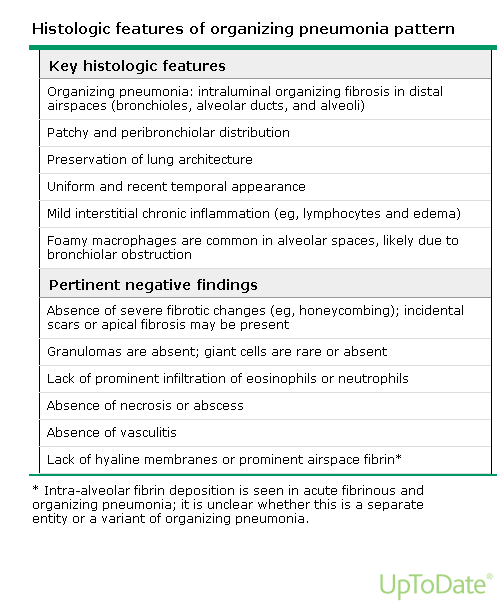 Histologic features of organizing pneumonia pattern
Key histologic features
Organizing pneumonia: intraluminal organizing fibrosis in distal
airspaces (bronchioles, alveolar ducts, and alveoli)
Patchy and peribronchiolar distribution
Preservation of lung architecture
Uniform and recent temporal appearance
Mild interstitial chronic inflammation (eg, lymphocytes and edema)
Foamy macrophages are common in alveolar spaces, likely due to
bronchiolar obstruction
Pertinent negative findings
Absence of severe fibrotic changes (eg, honeycombing); incidental
scars or apical fibrosis may be present
Granulomas are absent; giant cells are rare or absent
Lack of prominent infiltration of eosinophils or neutrophils
Absence of necrosis or abscess
Absence of vasculitis
Lack of hyaline membranes or prominent airspace fibrin*
* Intra-alveolar fibrin deposition is seen in acute fibrinous and
organizing pneumonia; it is unclear whether this is a separate
entity or a variant of organizing pneumonia.
UpToDate®